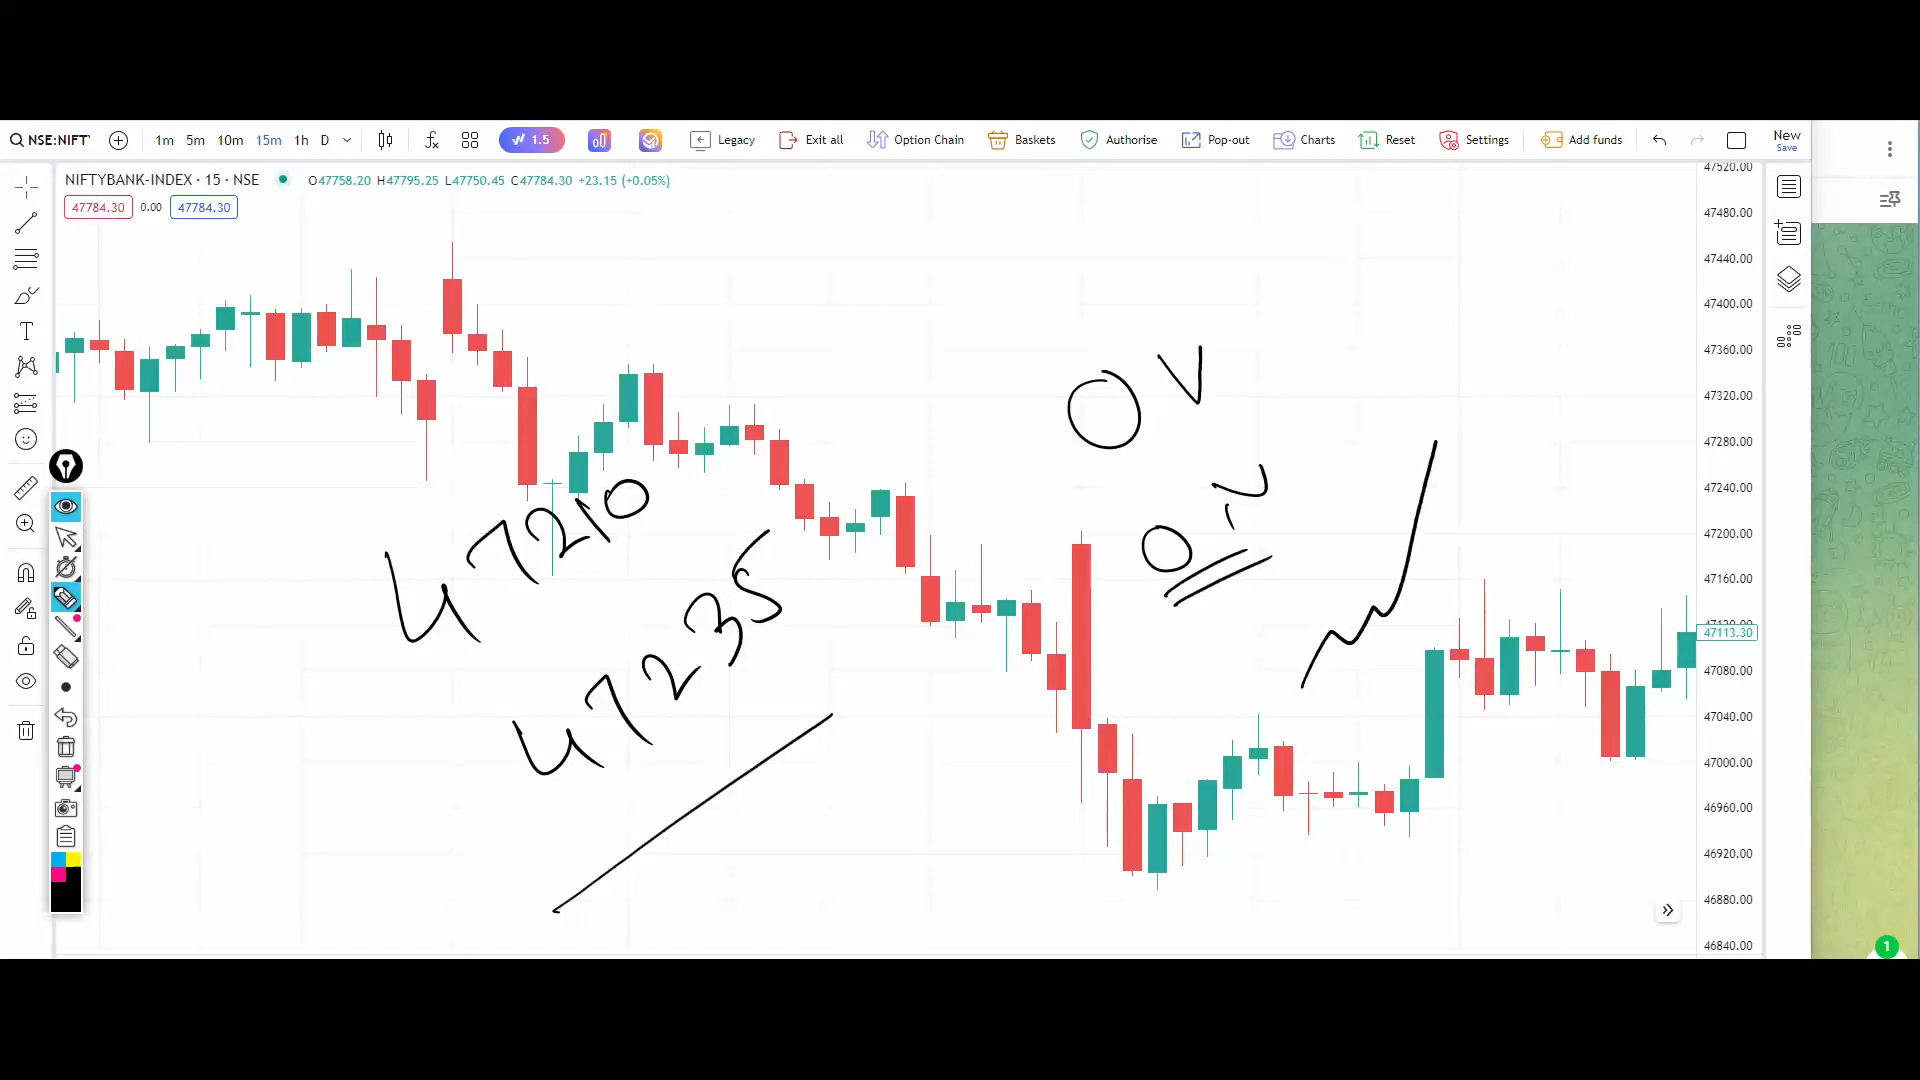 NSE:NIFTY
1m 5m 10m 15m 1h D
1.5
Legacy
Exit all
Option Chain
Baskets
Authorise
Pop-out
Charts
Reset
Settings
Add funds
New
Save
NIFTYBANK-INDEX · 15 · NSE
O47758.20 H47795.25 L47750.45 C47784.30 +23.15 (+0.05%)
47784.30 0.00 47784.30
47520.00
47480.00
47440.00
47400.00
47360.00
47320.00
47280.00
47240.00
47200.00
47160.00
47113.30
47080.00
47040.00
47000.00
46960.00
46920.00
46880.00
46840.00
47210
47235
1